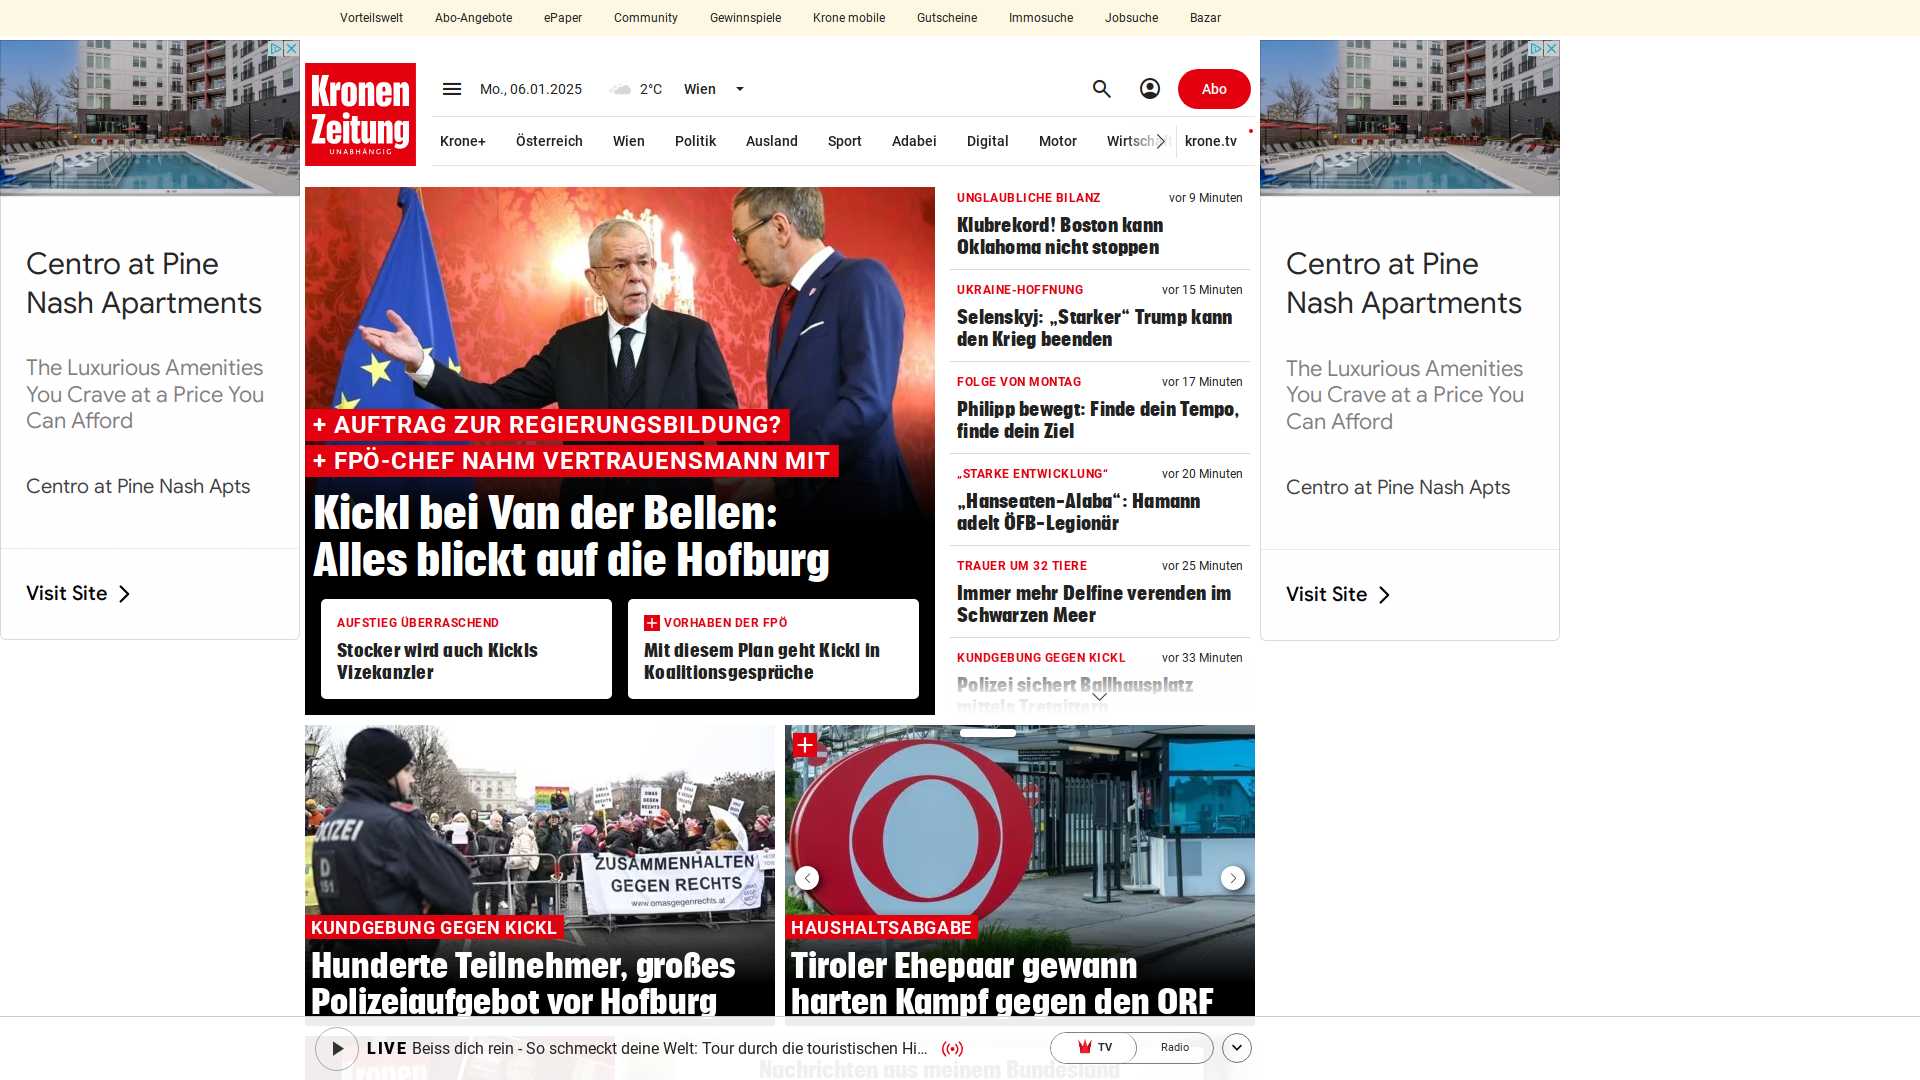 Vorteilswelt
Abo-Angebote
ePaper
Community
Gewinnspiele
Krone mobile
Gutscheine
Immosuche
Jobsuche
Bazar
Kronen
Zeitung
UNABHÄNGIG
Mo., 06.01.2025
2°C
Wien
Abo
Krone+
Österreich
Wien
Politik
Ausland
Sport
Adabei
Digital
Motor
krone.tv
Centro at Pine
Nash Apartments
The Luxurious Amenities
You Crave at a Price You
Can Afford
Centro at Pine Nash Apts
Visit Site
+ AUFTRAG ZUR REGIERUNGSBILDUNG?
+ FPÖ-CHEF NAHM VERTRAUENSMANN MIT
Kickl bei Van der Bellen:
Alles blickt auf die Hofburg
AUFSTIEG ÜBERRASCHEND
Stocker wird auch Kickls
Vizekanzler
VORHABEN DER FPÖ
Mit diesem Plan geht Kickl in
Koalitionsgespräche
UNGLAUBLICHE BILANZ
vor 9 Minuten
Klubrekord! Boston kann
Oklahoma nicht stoppen
UKRAINE-HOFFNUNG
vor 15 Minuten
Selenskyj: „Starker“ Trump kann
den Krieg beenden
FOLGE VON MONTAG
vor 17 Minuten
Philipp bewegt: Finde dein Tempo,
finde dein Ziel
„STARKE ENTWICKLUNG“
vor 20 Minuten
„Hanseaten-Alaba“: Hamann
adelt ÖFB-Legionär
TRAUER UM 32 TIERE
vor 25 Minuten
Immer mehr Delfine verenden im
Schwarzen Meer
KUNDGEBUNG GEGEN KICKL
vor 33 Minuten
Polizei sichert Ballhausplatz
mittels Tretgittern
Centro at Pine
Nash Apartments
The Luxurious Amenities
You Crave at a Price You
Can Afford
Centro at Pine Nash Apts
Visit Site
POLIZEI
D
151
OMAS
GEGEN
RECHTS
ZUSAMMENHALTEN
GEGEN RECHTS
www.omasgegenrechts.at
KUNDGEBUNG GEGEN KICKL
Hunderte Teilnehmer, großes
Polizeiaufgebot vor Hofburg
HAUSHALTSABGABE
Tiroler Ehepaar gewann
harten Kampf gegen den ORF
LIVE Beiss dich rein - So schmeckt deine Welt: Tour durch die touristischen Hi...
TV
Radio
Kronen
Nachrichten aus meinem Bundesland